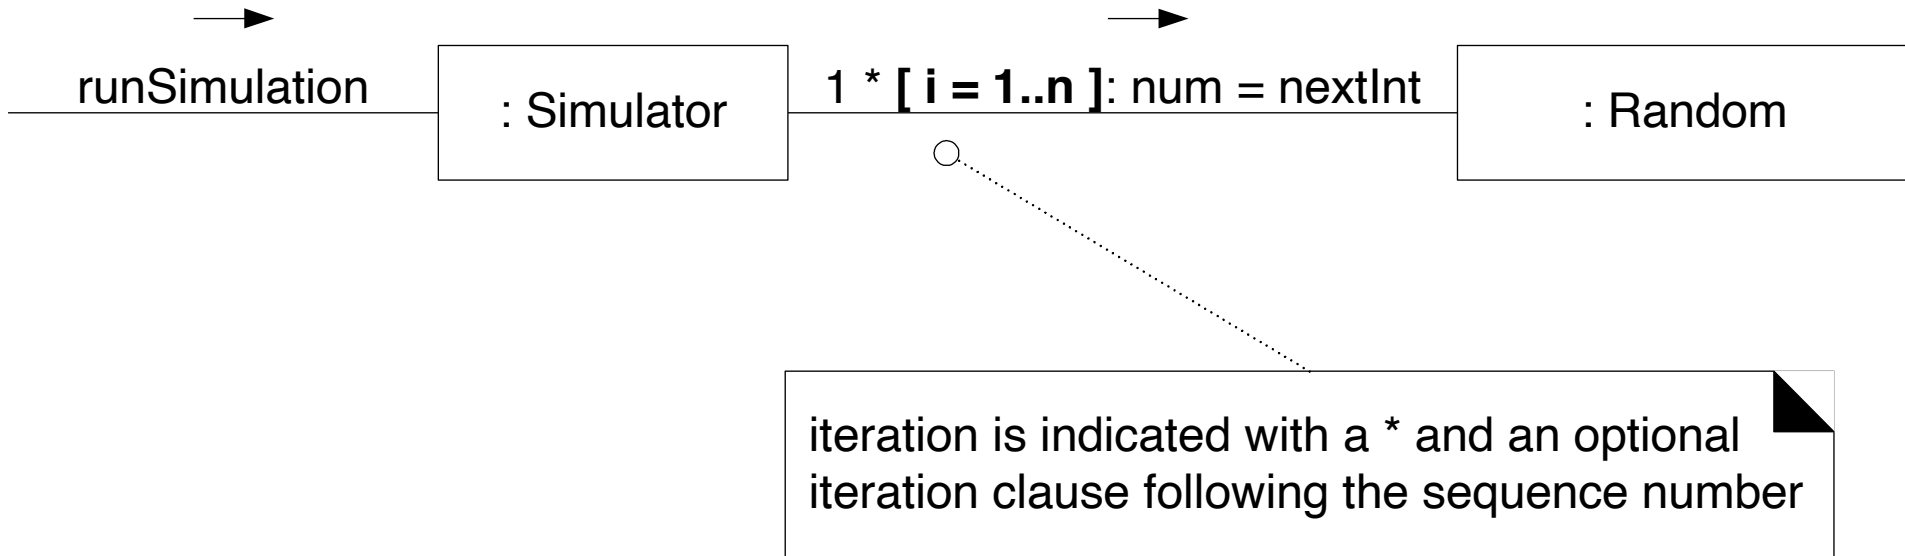 runSimulation
: Simulator
1 * [ i = 1..n ]: num = nextInt
: Random
iteration is indicated with a * and an optional
iteration clause following the sequence number